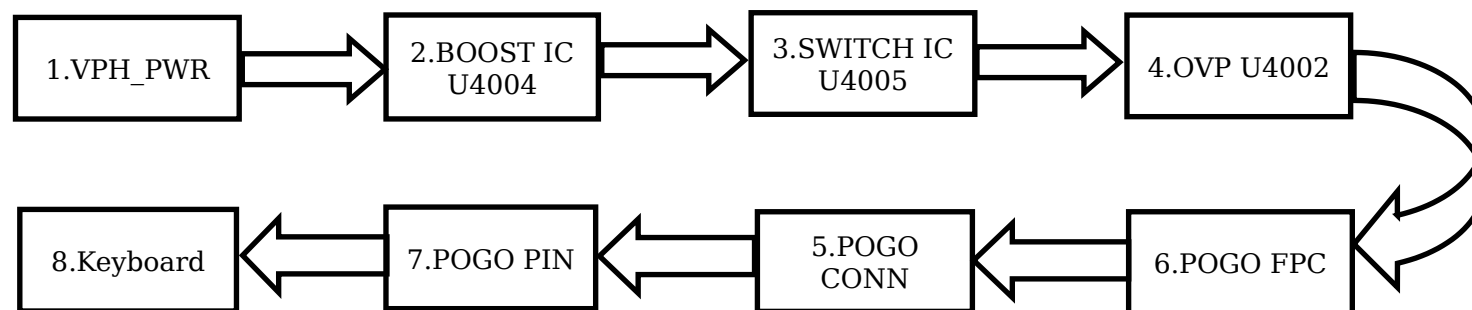 1.VPH_PWR
2.BOOST IC
U4004
3.SWITCH IC
U4005
4.OVP U4002
8.Keyboard
7.POGO PIN
5.POGO
CONN
6.POGO FPC